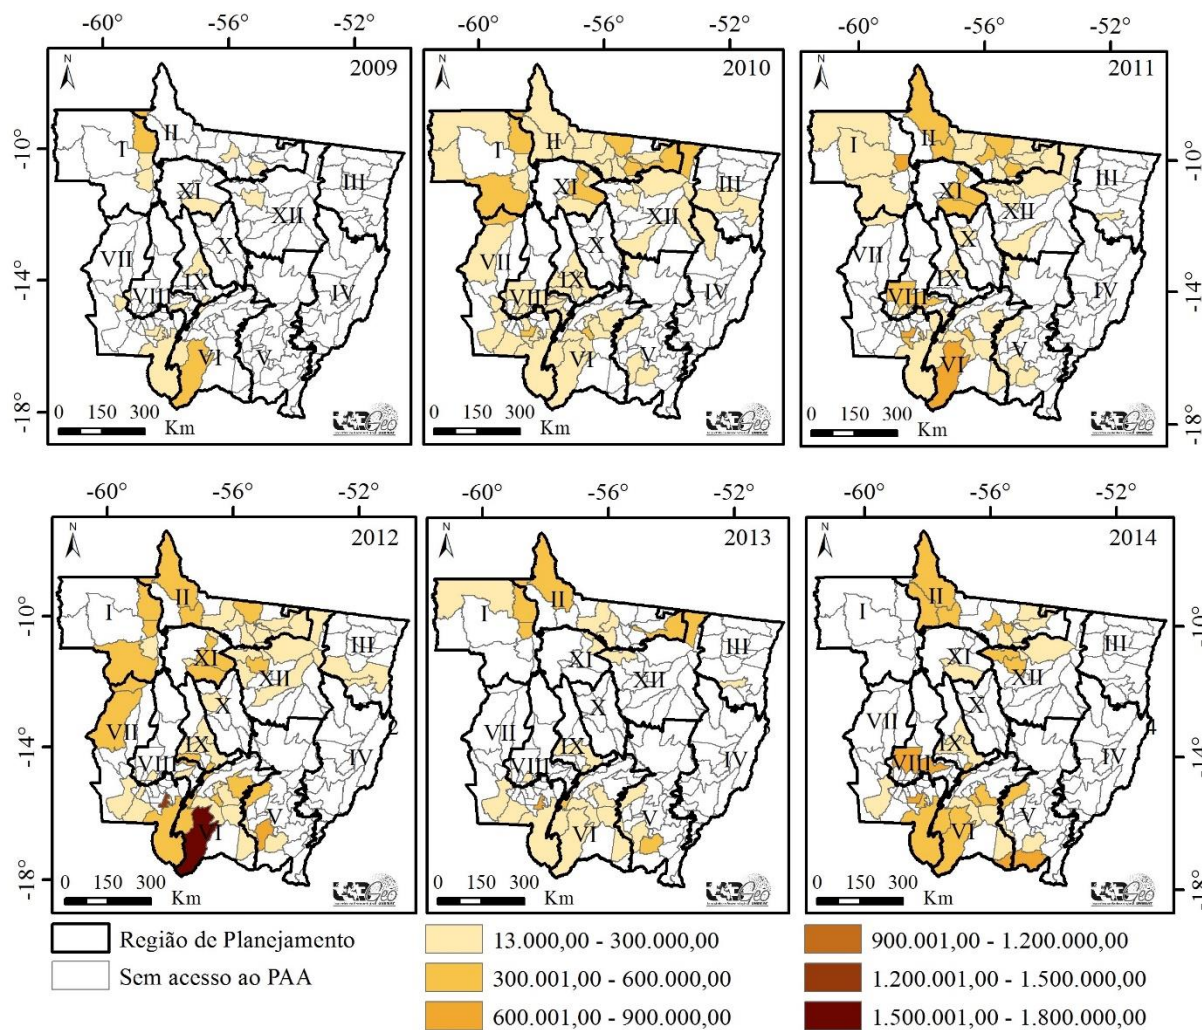 -60° -56° -52° -60° -56° -52° -60° -56° -52°
N 2009 N 2010 N 2011
-10° -10°
I II III XI XII VII X IX VIII IV VI V
I II III XI XII VII X IX VIII IV VI V
I II III XI XII VII X IX VIII IV VI V
-14° -14°
-18° -18°
0 150 300 Km
0 150 300 Km
0 150 300 Km
-60° -56° -52° -60° -56° -52° -60° -56° -52°
N 2012 N 2013 N 2014
-10° -10°
I II III XI XII VII X IX VIII IV VI V
I II III XI XII VII X IX VIII IV VI V
I II III XI XII VII X IX VIII IV VI V
-14° -14°
-18° -18°
0 150 300 Km
0 150 300 Km
0 150 300 Km
Região de Planejamento
Sem acesso ao PAA
13.000,00 - 300.000,00
300.001,00 - 600.000,00
600.001,00 - 900.000,00
900.001,00 - 1.200.000,00
1.200.001,00 - 1.500.000,00
1.500.001,00 - 1.800.000,00